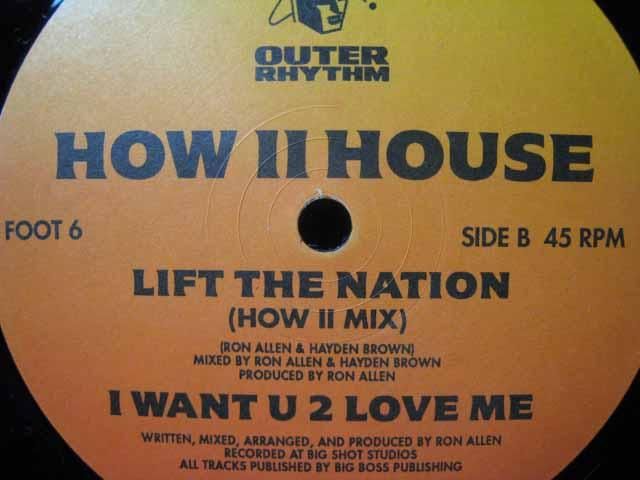 OUTER
RHYTHM
HOW II HOUSE
FOOT 6
SIDE B 45 RPM
LIFT THE NATION
(HOW II MIX)
(RON ALLEN & HAYDEN BROWN)
MIXED BY RON ALLEN & HAYDEN BROWN
PRODUCED BY RON ALLEN
I WANT U 2 LOVE ME
WRITTEN, MIXED, ARRANGED, AND PRODUCED BY RON ALLEN
RECORDED AT BIG SHOT STUDIOS
ALL TRACKS PUBLISHED BY BIG BOSS PUBLISHING